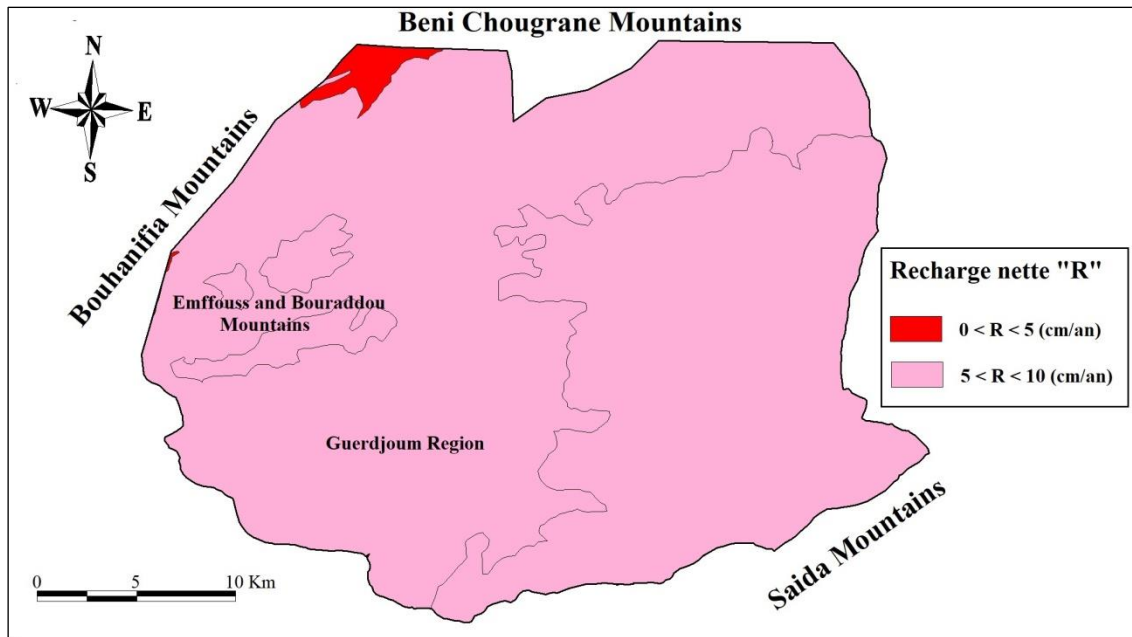 Beni Chougrane Mountains
N
W E
S
Bouhanifia Mountains
Recharge nette "R"
0 < R < 5 (cm/an)
5 < R < 10 (cm/an)
Emffouss and Bouraddou
Mountains
Guerdjoum Region
Saida Mountains
0 5 10 Km